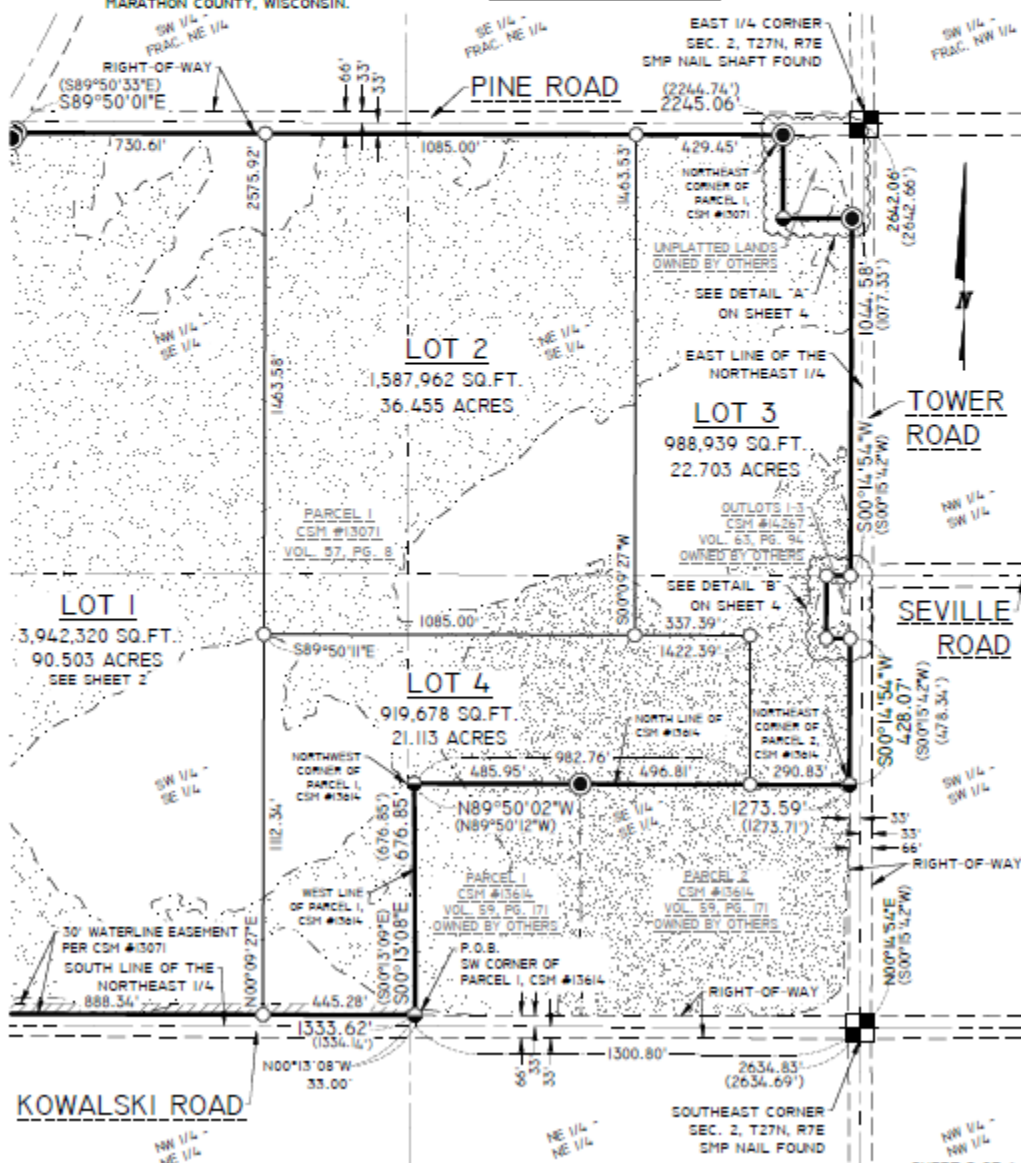 MARATHON COUNTY, WISCONSIN.
SW 1/4 -
FRAC. NE 1/4
SE 1/4 -
FRAC. NE 1/4
EAST 1/4 CORNER
SEC. 2, T27N, R7E
SMP NAIL SHAFT FOUND
SW 1/4 -
FRAC. NW 1/4
RIGHT-OF-WAY
(S89°50'33"E)
S89°50'01"E
66'
33'
33'
PINE ROAD
(2244.74')
2245.06'
730.61'
1085.00'
429.45'
2575.92'
1463.53'
NORTHEAST
CORNER OF
PARCEL 1,
CSM #13071
2642.06'
(2642.66')
UNPLATTED LANDS
OWNED BY OTHERS
SEE DETAIL "A"
ON SHEET 4
1044.58'
(1077.33')
N
NW 1/4 -
SE 1/4
NE 1/4 -
SE 1/4
LOT 2
1,587,962 SQ.FT.
36.455 ACRES
1463.58'
EAST LINE OF THE
NORTHEAST 1/4
TOWER
ROAD
LOT 3
988,939 SQ.FT.
22.703 ACRES
S00°14'54"W
(S00°15'42"W)
PARCEL 1
CSM #13071
VOL. 57, PG. 8
OUTLOTS 1-3
CSM #14267
VOL. 63, PG. 94
OWNED BY OTHERS
NW 1/4 -
SW 1/4
S00°09'27"W
SEE DETAIL "B"
ON SHEET 4
SEVILLE
ROAD
LOT 1
3,942,320 SQ.FT.
90.503 ACRES
SEE SHEET 2
1085.00'
337.39'
S89°50'11"E
1422.39'
LOT 4
919,678 SQ.FT.
21.113 ACRES
S00°14'54"W
428.07'
(S00°15'42"W)
(478.34')
NORTH LINE OF
CSM #13614
NORTHEAST
CORNER OF
PARCEL 2,
CSM #13614
NORTHWEST
CORNER OF
PARCEL 1,
CSM #13614
982.76'
485.95'
496.81'
290.83'
SW 1/4 -
SE 1/4
SW 1/4 -
SW 1/4
N89°50'02"W
(N89°50'12"W)
SE 1/4 -
SE 1/4
1273.59'
(1273.71')
33'
33'
66'
RIGHT-OF-WAY
1112.34'
(676.85')
676.85'
WEST LINE
OF PARCEL 1,
CSM #13614
PARCEL 1
CSM #13614
VOL. 59, PG. 171
OWNED BY OTHERS
PARCEL 2
CSM #13614
VOL. 59, PG. 171
OWNED BY OTHERS
N00°14'54"E
(S00°15'42"W)
30' WATERLINE EASEMENT
PER CSM #13071
N00°09'27"E
(S00°13'09"E)
S00°13'08"E
SOUTH LINE OF THE
NORTHEAST 1/4
P.O.B.
SW CORNER OF
PARCEL 1, CSM #13614
888.34'
445.28'
RIGHT-OF-WAY
1333.62'
(1334.14')
N00°13'08"W
33.00'
66'
33'
33'
1300.80'
2634.83'
(2634.69')
KOWALSKI ROAD
SOUTHEAST CORNER
SEC. 2, T27N, R7E
SMP NAIL FOUND
NW 1/4 -
NE 1/4
NE 1/4 -
NE 1/4
NW 1/4 -
NW 1/4